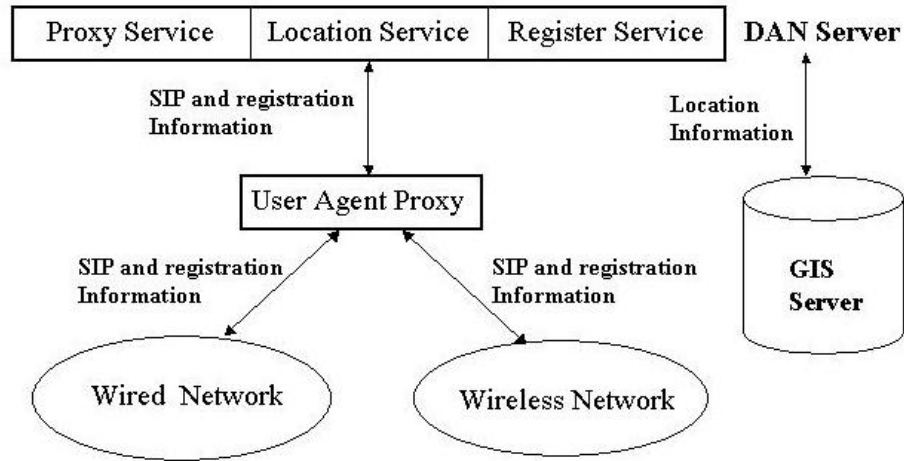 Proxy Service
Location Service
Register Service
DAN Server
SIP and registration
Information
Location
Information
User Agent Proxy
SIP and registration
Information
SIP and registration
Information
GIS
Server
Wired Network
Wireless Network